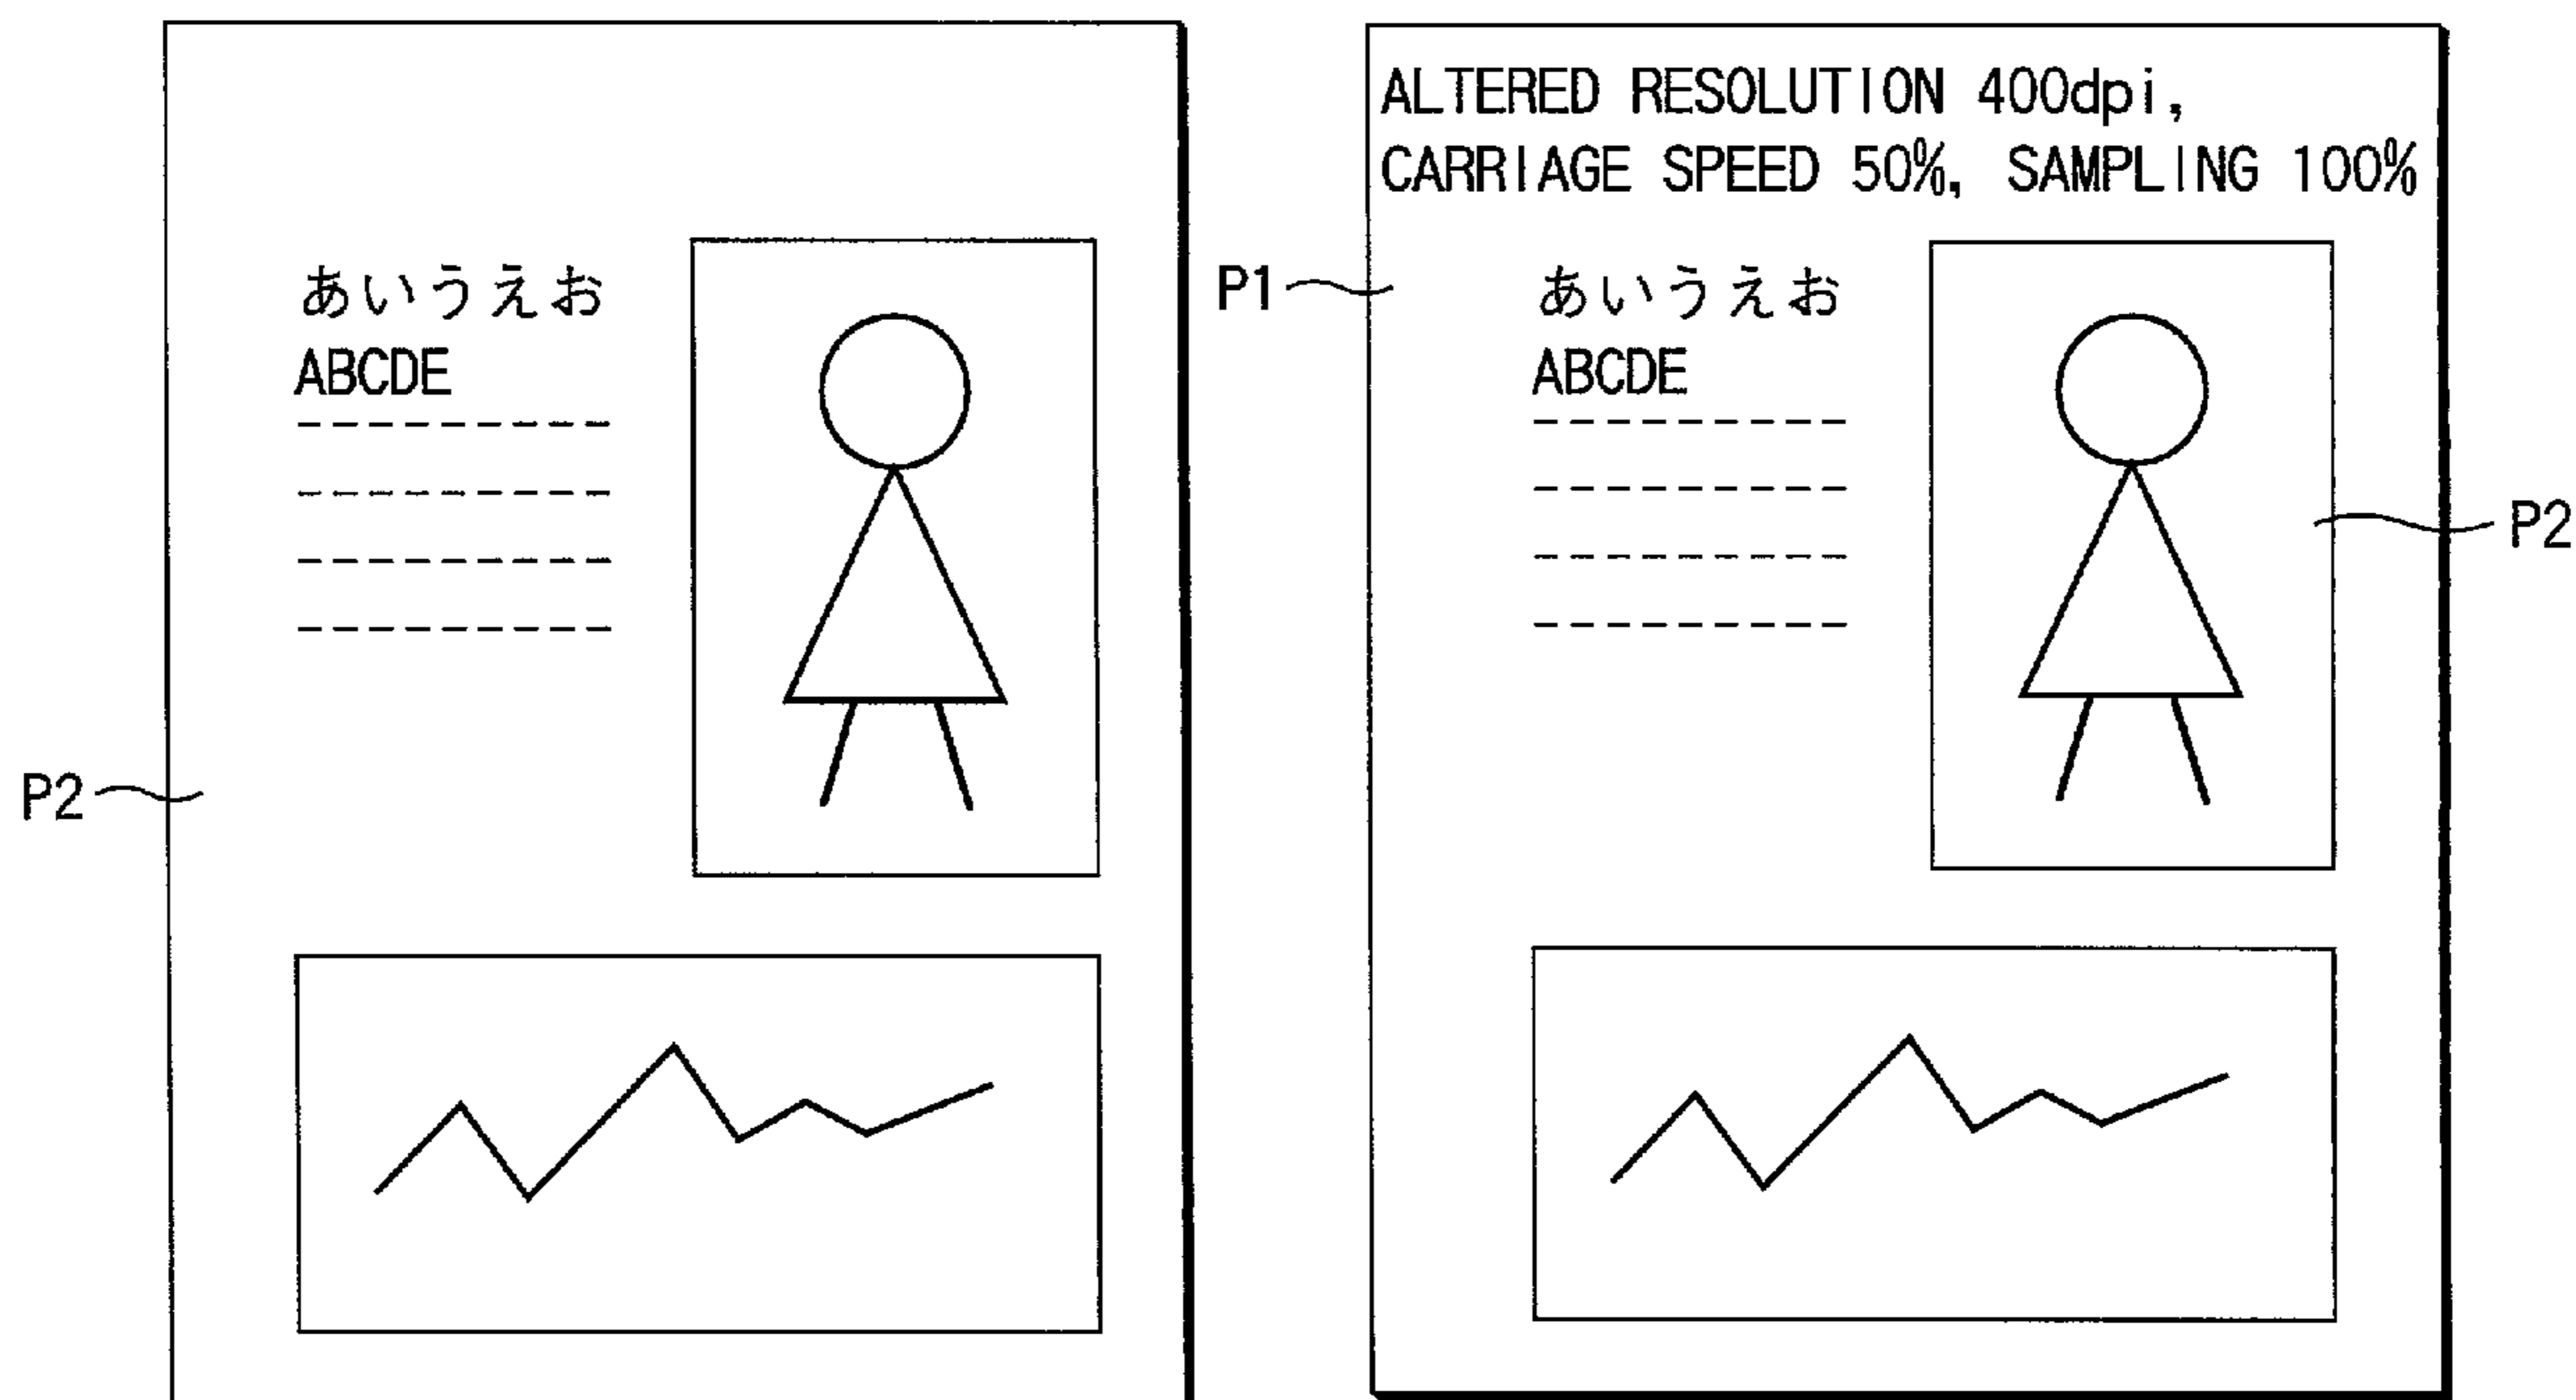 あいうえお
ABCDE
P2
ALTERED RESOLUTION 400dpi,
CARRIAGE SPEED 50%, SAMPLING 100%
P1
あいうえお
ABCDE
P2